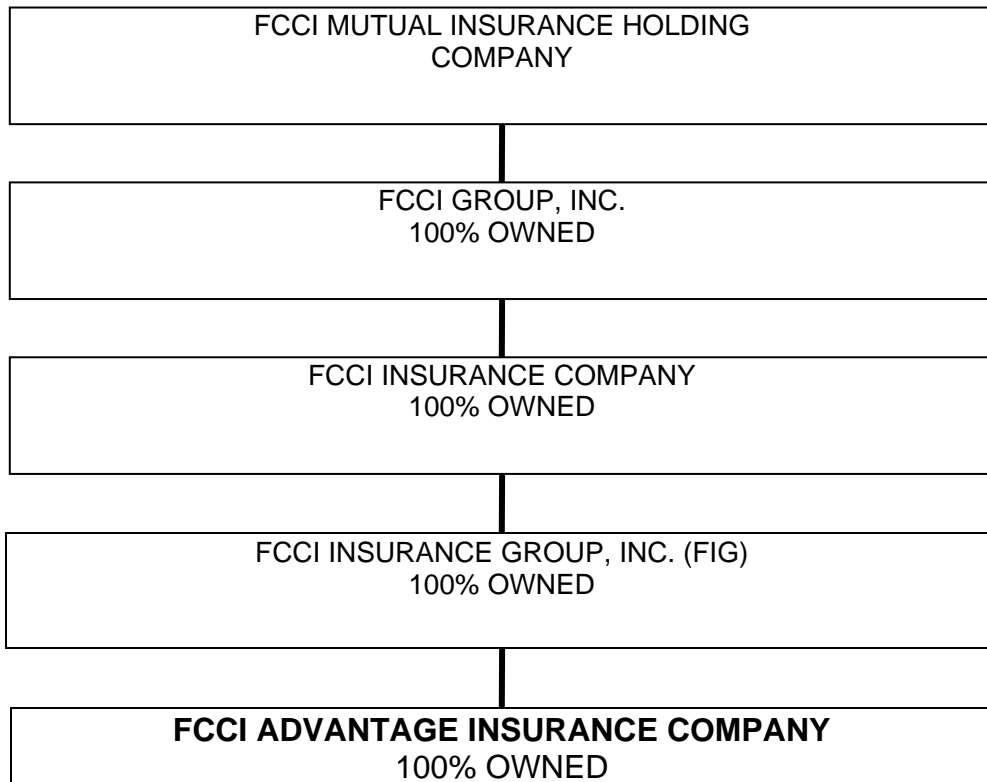 FCCI MUTUAL INSURANCE HOLDING
COMPANY
FCCI GROUP, INC.
100% OWNED
FCCI INSURANCE COMPANY
100% OWNED
FCCI INSURANCE GROUP, INC. (FIG)
100% OWNED
FCCI ADVANTAGE INSURANCE COMPANY
100% OWNED